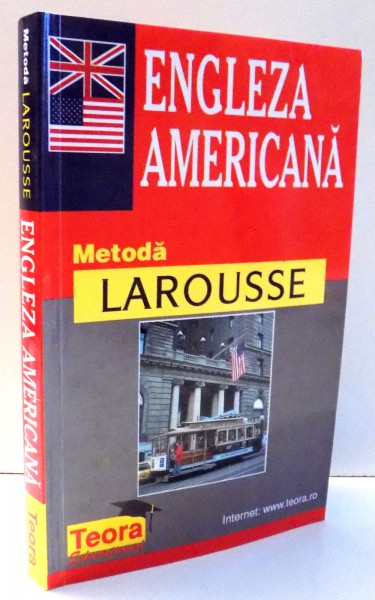 ENGLEZA
AMERICANĂ
Metodă
LAROUSSE
Internet: www.teora.ro
Teora
Metodă LAROUSSE ENGLEZA AMERICANĂ Teora